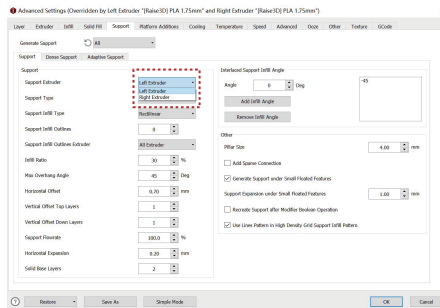 Advanced Settings (Overridden by Left Extruder "[Raise3D] PLA 1.75mm" and Right Extruder "[Raise3D] PLA 1.75mm")
Layer Extruder Infill Solid Fill Support Platform Additions Cooling Temperature Speed Advanced Ooze Other Texture GCode
Generate Support All
Support Dense Support Adaptive Support
Support
Support Extruder Left Extruder
Left Extruder
Right Extruder
Support Type
Support Infill Type Rectilinear
Support Infill Outlines 0
Support Infill Outlines Extruder All Extruder
Infill Ratio 30 %
Max Overhang Angle 45 Deg
Horizontal Offset 0.70 mm
Vertical Offset Top Layers 1
Vertical Offset Down Layers 1
Support Flowrate 100.0 %
Horizontal Expansion 0.20 mm
Solid Base Layers 2
Interlaced Support Infill Angle
Angle 0 Deg
-45
Add Infill Angle
Remove Infill Angle
Other
Pillar Size 4.00 mm
Add Sparse Connection
Generate Support under Small Floated Features
Support Expansion under Small Floated Features 1.00 mm
Recreate Support after Modifier Boolean Operation
Use Lines Pattern in High Density Grid Support Infill Pattern
? Restore Save As Simple Mode OK Cancel